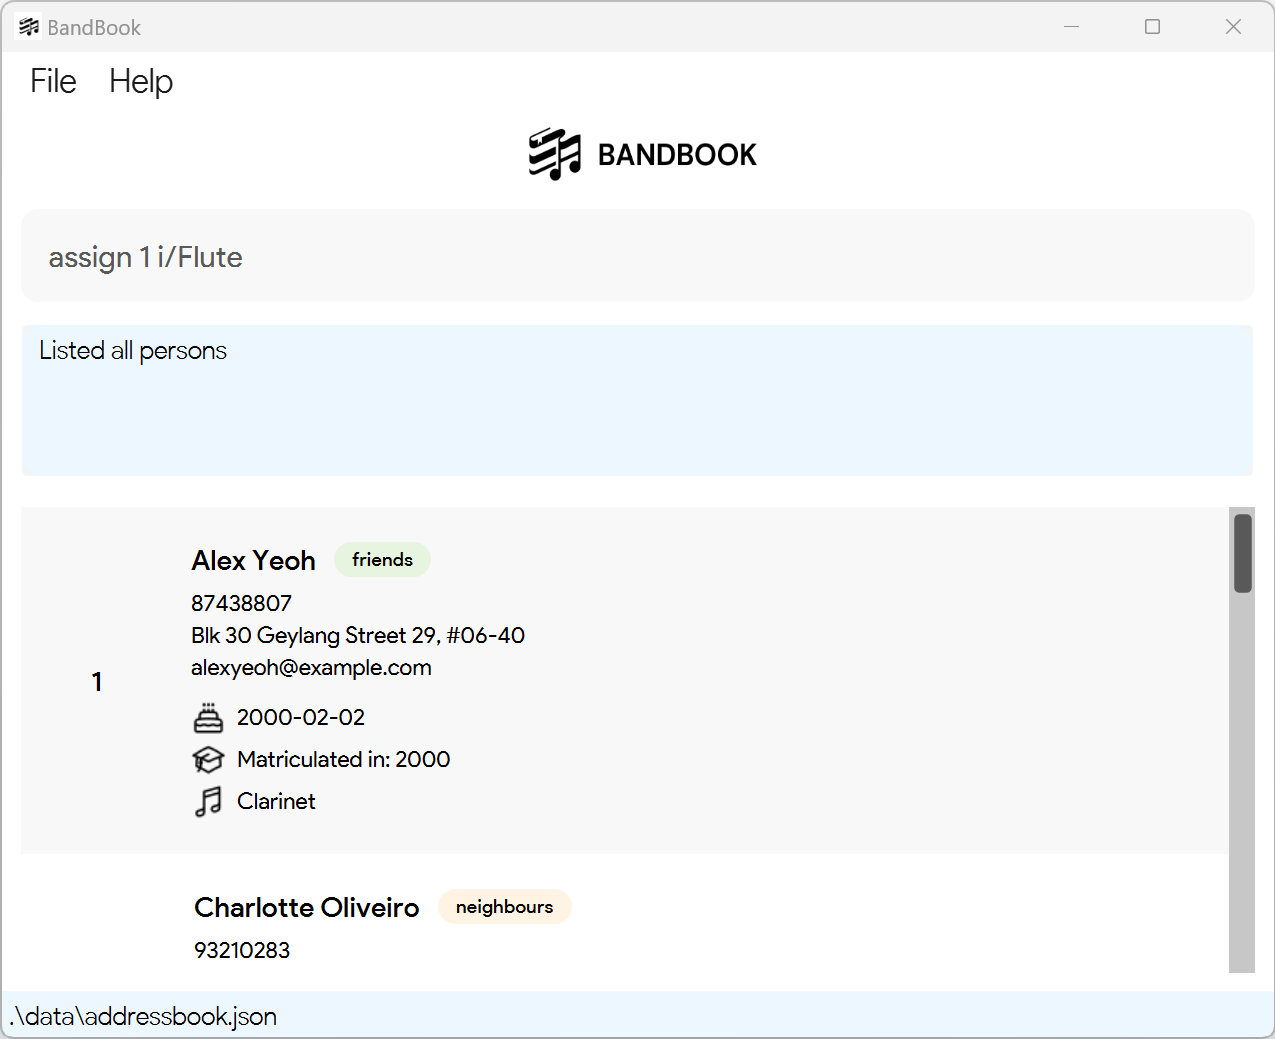 BandBook
File Help
BANDBOOK
assign 1 i/Flute
Listed all persons
Alex Yeoh friends
87438807
Blk 30 Geylang Street 29, #06-40
alexyeoh@example.com
1
2000-02-02
Matriculated in: 2000
Clarinet
Charlotte Oliveiro neighbours
93210283
.\data\addressbook.json